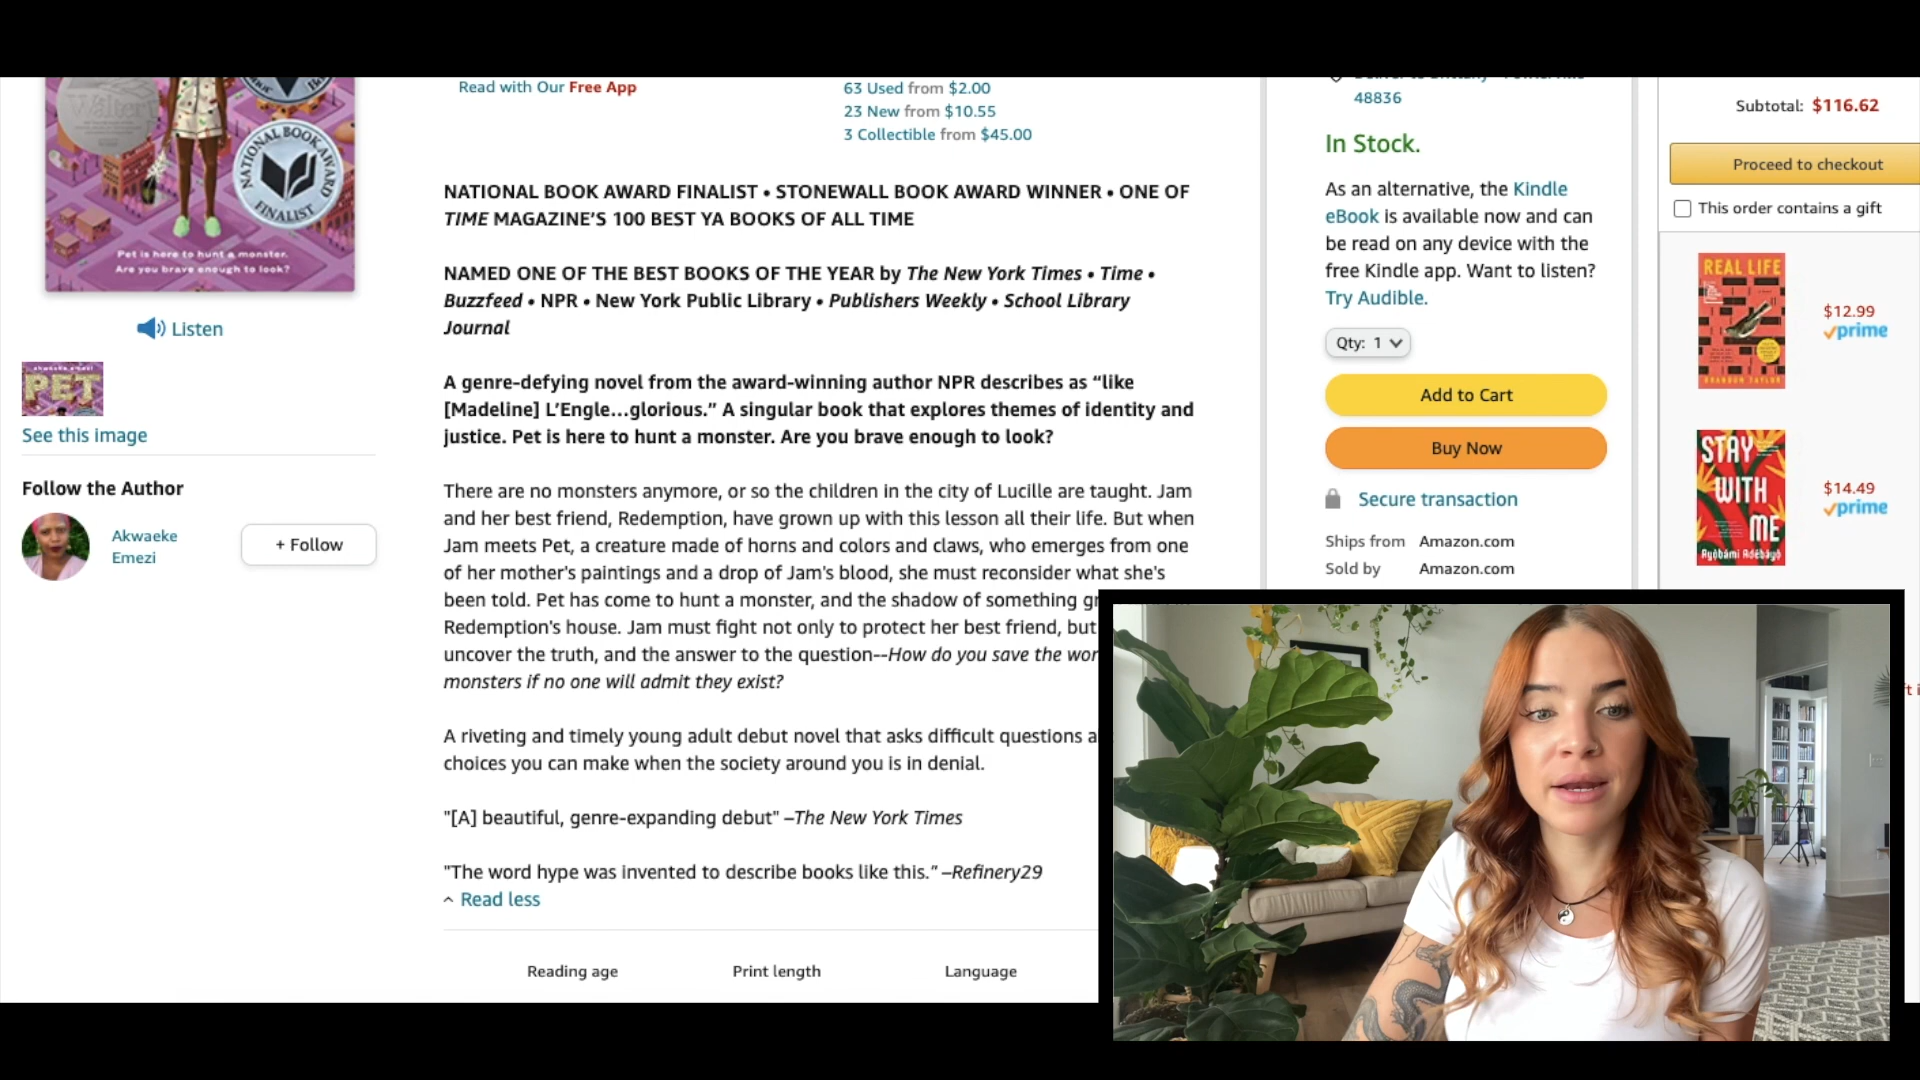 Walter
NATIONAL BOOK AWARD
FINALIST
Pet is here to hunt a monster.
Are you brave enough to look?
Listen
akwaeke emezi
PET
See this image
Follow the Author
Akwaeke
Emezi
+ Follow
Read with Our Free App
63 Used from $2.00
23 New from $10.55
3 Collectible from $45.00
NATIONAL BOOK AWARD FINALIST • STONEWALL BOOK AWARD WINNER • ONE OF
TIME MAGAZINE’S 100 BEST YA BOOKS OF ALL TIME
NAMED ONE OF THE BEST BOOKS OF THE YEAR by The New York Times • Time •
Buzzfeed • NPR • New York Public Library • Publishers Weekly • School Library
Journal
A genre-defying novel from the award-winning author NPR describes as “like
[Madeline] L’Engle…glorious.” A singular book that explores themes of identity and
justice. Pet is here to hunt a monster. Are you brave enough to look?
There are no monsters anymore, or so the children in the city of Lucille are taught. Jam
and her best friend, Redemption, have grown up with this lesson all their life. But when
Jam meets Pet, a creature made of horns and colors and claws, who emerges from one
of her mother's paintings and a drop of Jam's blood, she must reconsider what she's
been told. Pet has come to hunt a monster, and the shadow of something
Redemption's house. Jam must fight not only to protect her best friend, but
uncover the truth, and the answer to the question--How do you save the
monsters if no one will admit they exist?
A riveting and timely young adult debut novel that asks difficult questions
choices you can make when the society around you is in denial.
"[A] beautiful, genre-expanding debut" –The New York Times
"The word hype was invented to describe books like this.” –Refinery29
Read less
Reading age
Print length
Language
48836
In Stock.
As an alternative, the Kindle
eBook is available now and can
be read on any device with the
free Kindle app. Want to listen?
Try Audible.
Qty: 1
Add to Cart
Buy Now
Secure transaction
Ships from Amazon.com
Sold by Amazon.com
Subtotal: $116.62
Proceed to checkout
This order contains a gift
REAL LIFE
BRANDON TAYLOR
$12.99
prime
STAY
WITH
ME
Ayọ̀bámi Adébáyọ̀
$14.49
prime